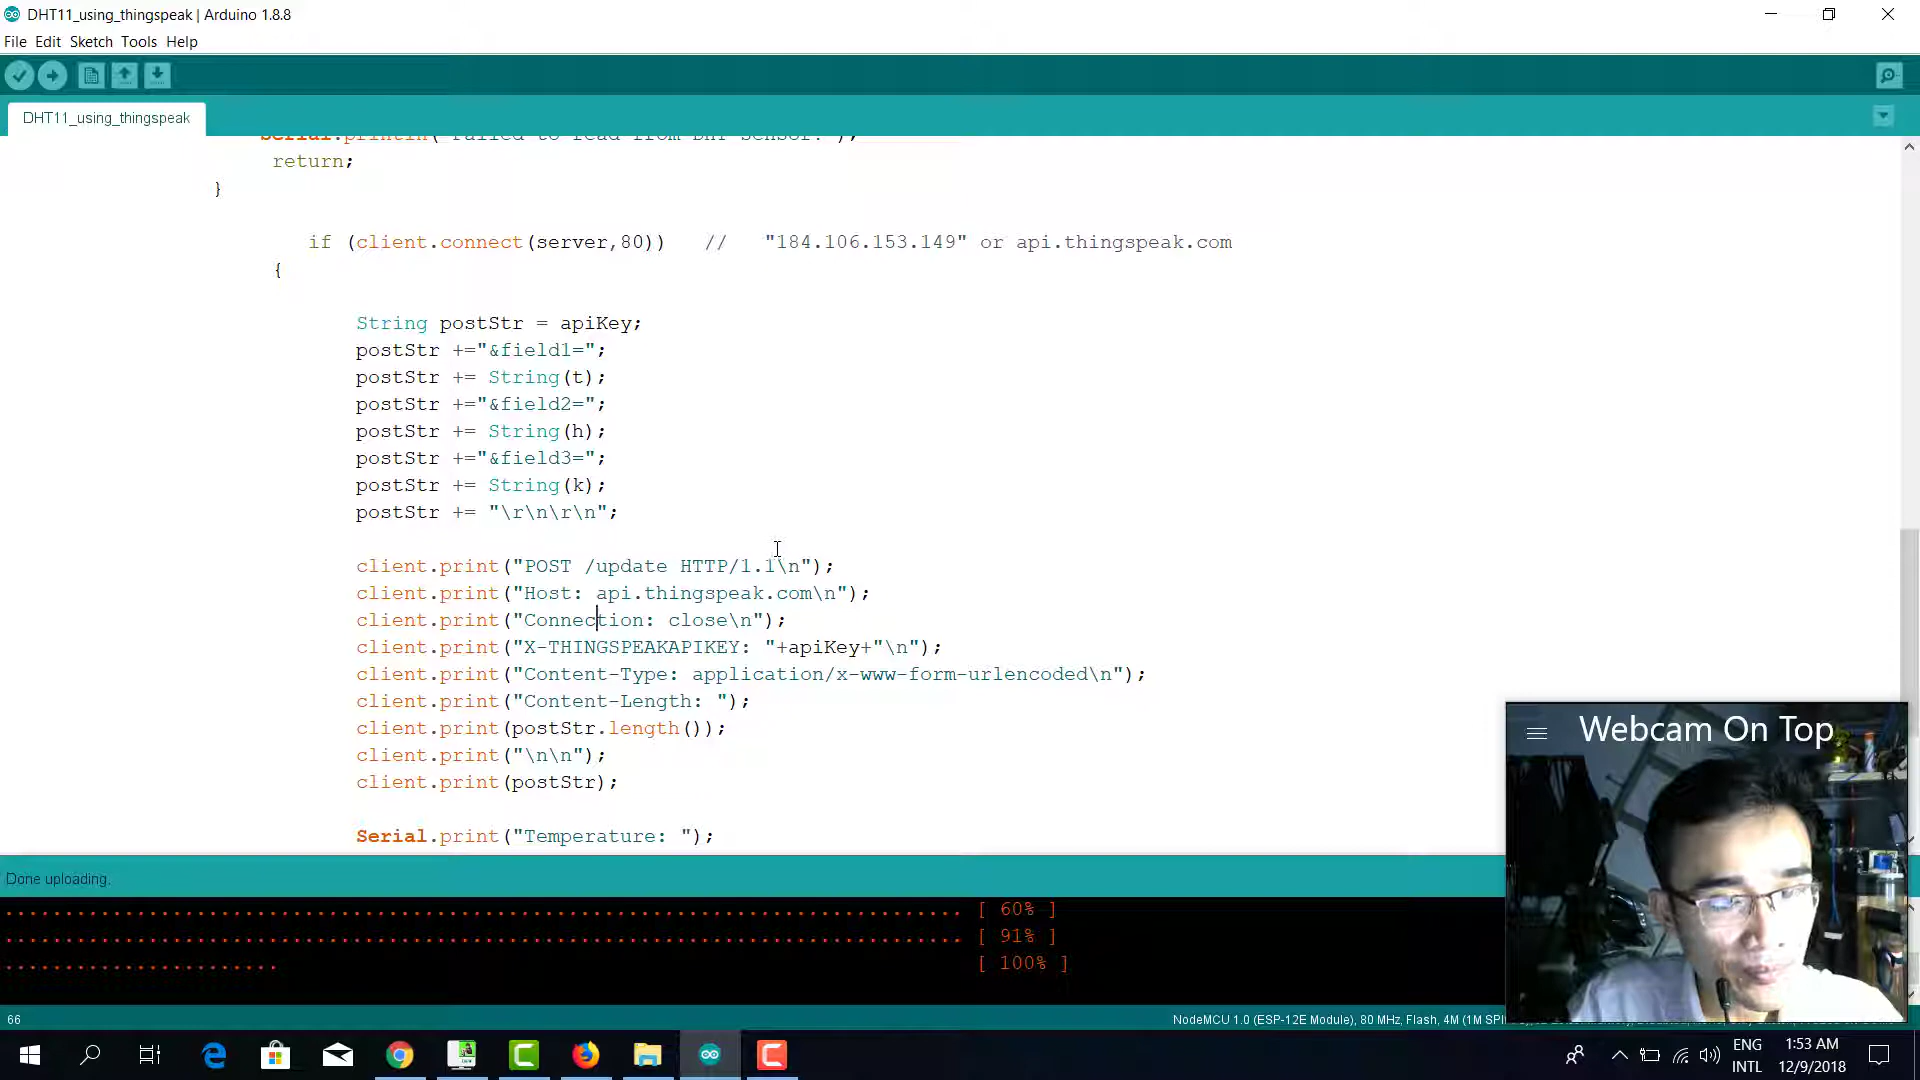 DHT11_using_thingspeak | Arduino 1.8.8
File Edit Sketch Tools Help
DHT11_using_thingspeak
Serial.println("Failed to read from DHT sensor!");
return;
}
if (client.connect(server,80)) // "184.106.153.149" or api.thingspeak.com
{
String postStr = apiKey;
postStr +="&field1=";
postStr += String(t);
postStr +="&field2=";
postStr += String(h);
postStr +="&field3=";
postStr += String(k);
postStr += "\r\n\r\n";
client.print("POST /update HTTP/1.1\n");
client.print("Host: api.thingspeak.com\n");
client.print("Connection: close\n");
client.print("X-THINGSPEAKAPIKEY: "+apiKey+"\n");
client.print("Content-Type: application/x-www-form-urlencoded\n");
client.print("Content-Length: ");
client.print(postStr.length());
client.print("\n\n");
client.print(postStr);
Serial.print("Temperature: ");
Webcam On Top
Done uploading.
................................................................................ [ 60% ]
................................................................................ [ 91% ]
....................... [ 100% ]
66
NodeMCU 1.0 (ESP-12E Module), 80 MHz, Flash, 4M (1M
ENG
INTL
1:53 AM
12/9/2018